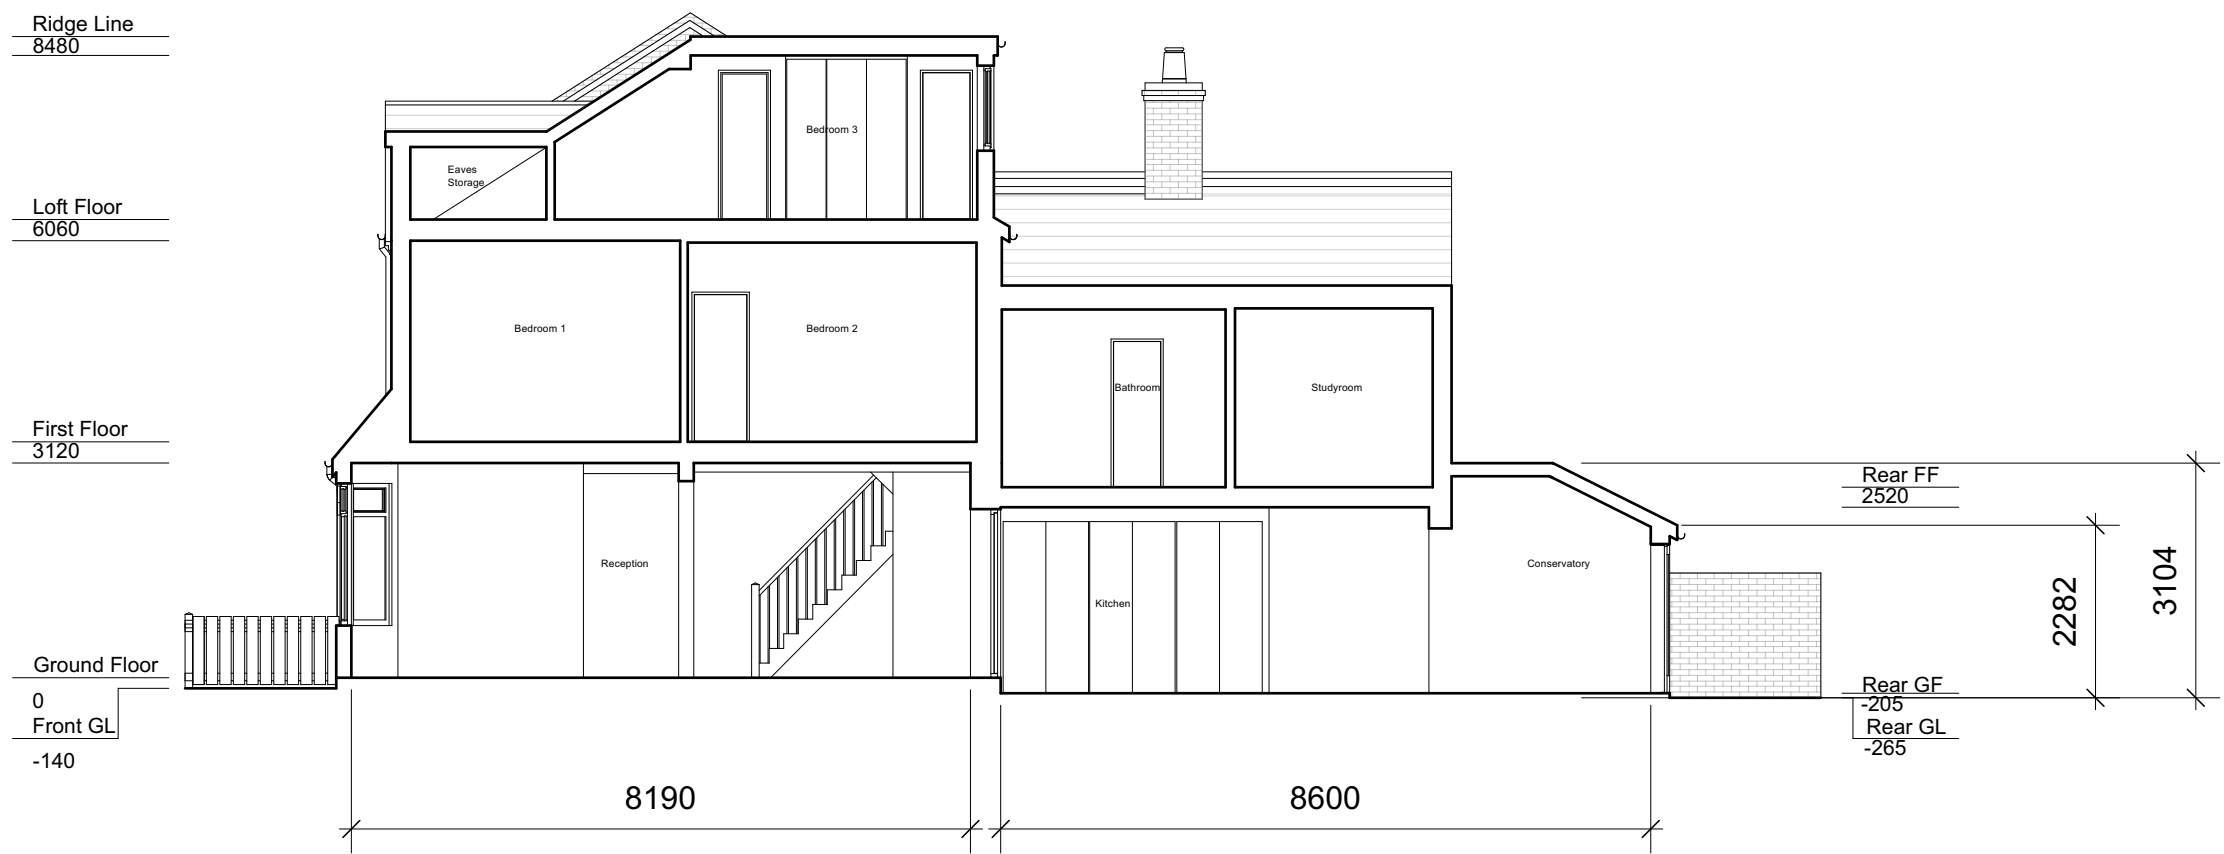 Ridge Line
8480
Bedroom 3
Eaves
Storage
Loft Floor
6060
Bedroom 1
Bedroom 2
Bathroom
Studyroom
First Floor
3120
Rear FF
2520
Reception
Conservatory
Kitchen
2282
3104
Ground Floor
0
Front GL
-140
Rear GF
-205
Rear GL
-265
8190
8600